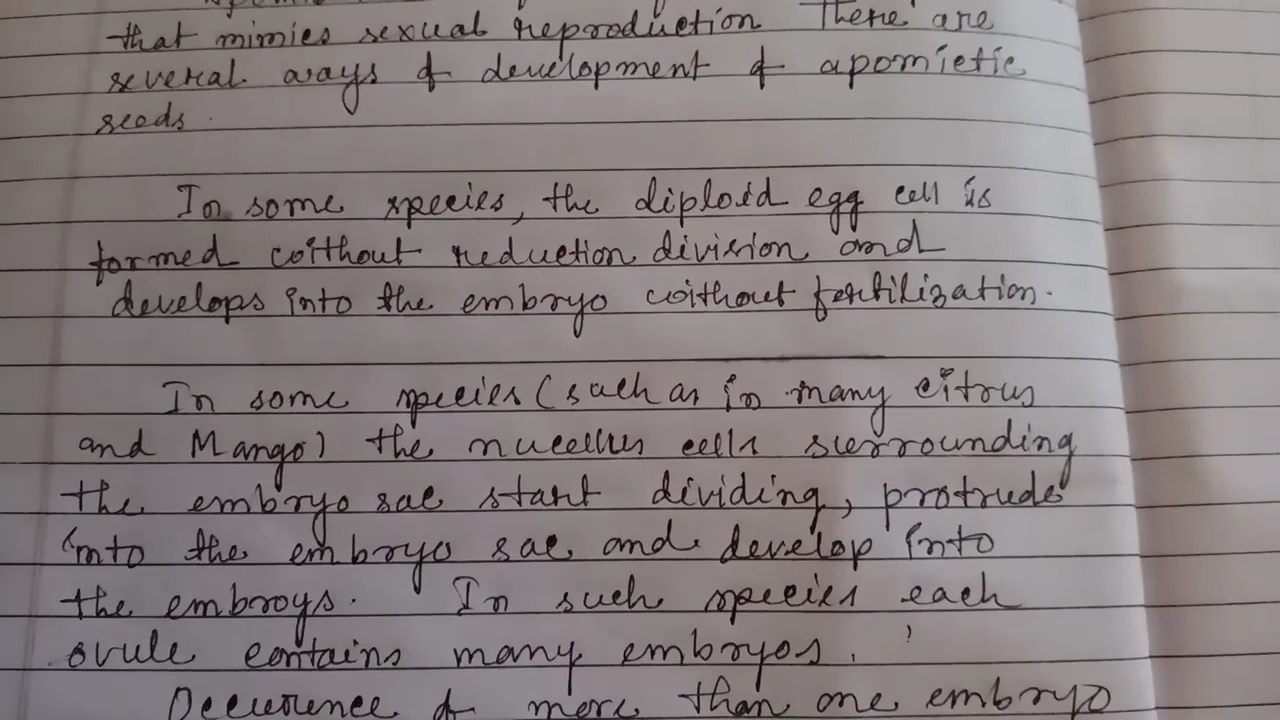 that mimics sexual reproduction There are
several ways of development of apomictic
seeds.
In some species, the diploid egg cell is
formed without reduction division and
develops into the embryo without fertilization.
In some species (such as in many citrus
and Mango) the nucellus cells surrounding
the embryo sac start dividing, protrude
into the embryo sac and develop into
the embroys. In such species each
ovule contains many embryos.
Occurence of more than one embryo